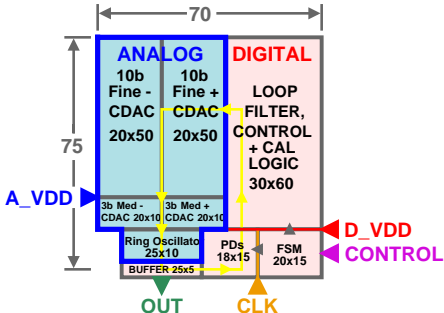 70
75
ANALOG
DIGITAL
10b
Fine -
CDAC
20x50
10b
Fine +
CDAC
20x50
LOOP
FILTER,
CONTROL
+ CAL
LOGIC
30x60
A_VDD
3b Med -
CDAC 20x10
3b Med +
CDAC 20x10
Ring Oscillato
25x10
BUFFER 25x5
PDs
18x15
FSM
20x15
D_VDD
CONTROL
OUT
CLK